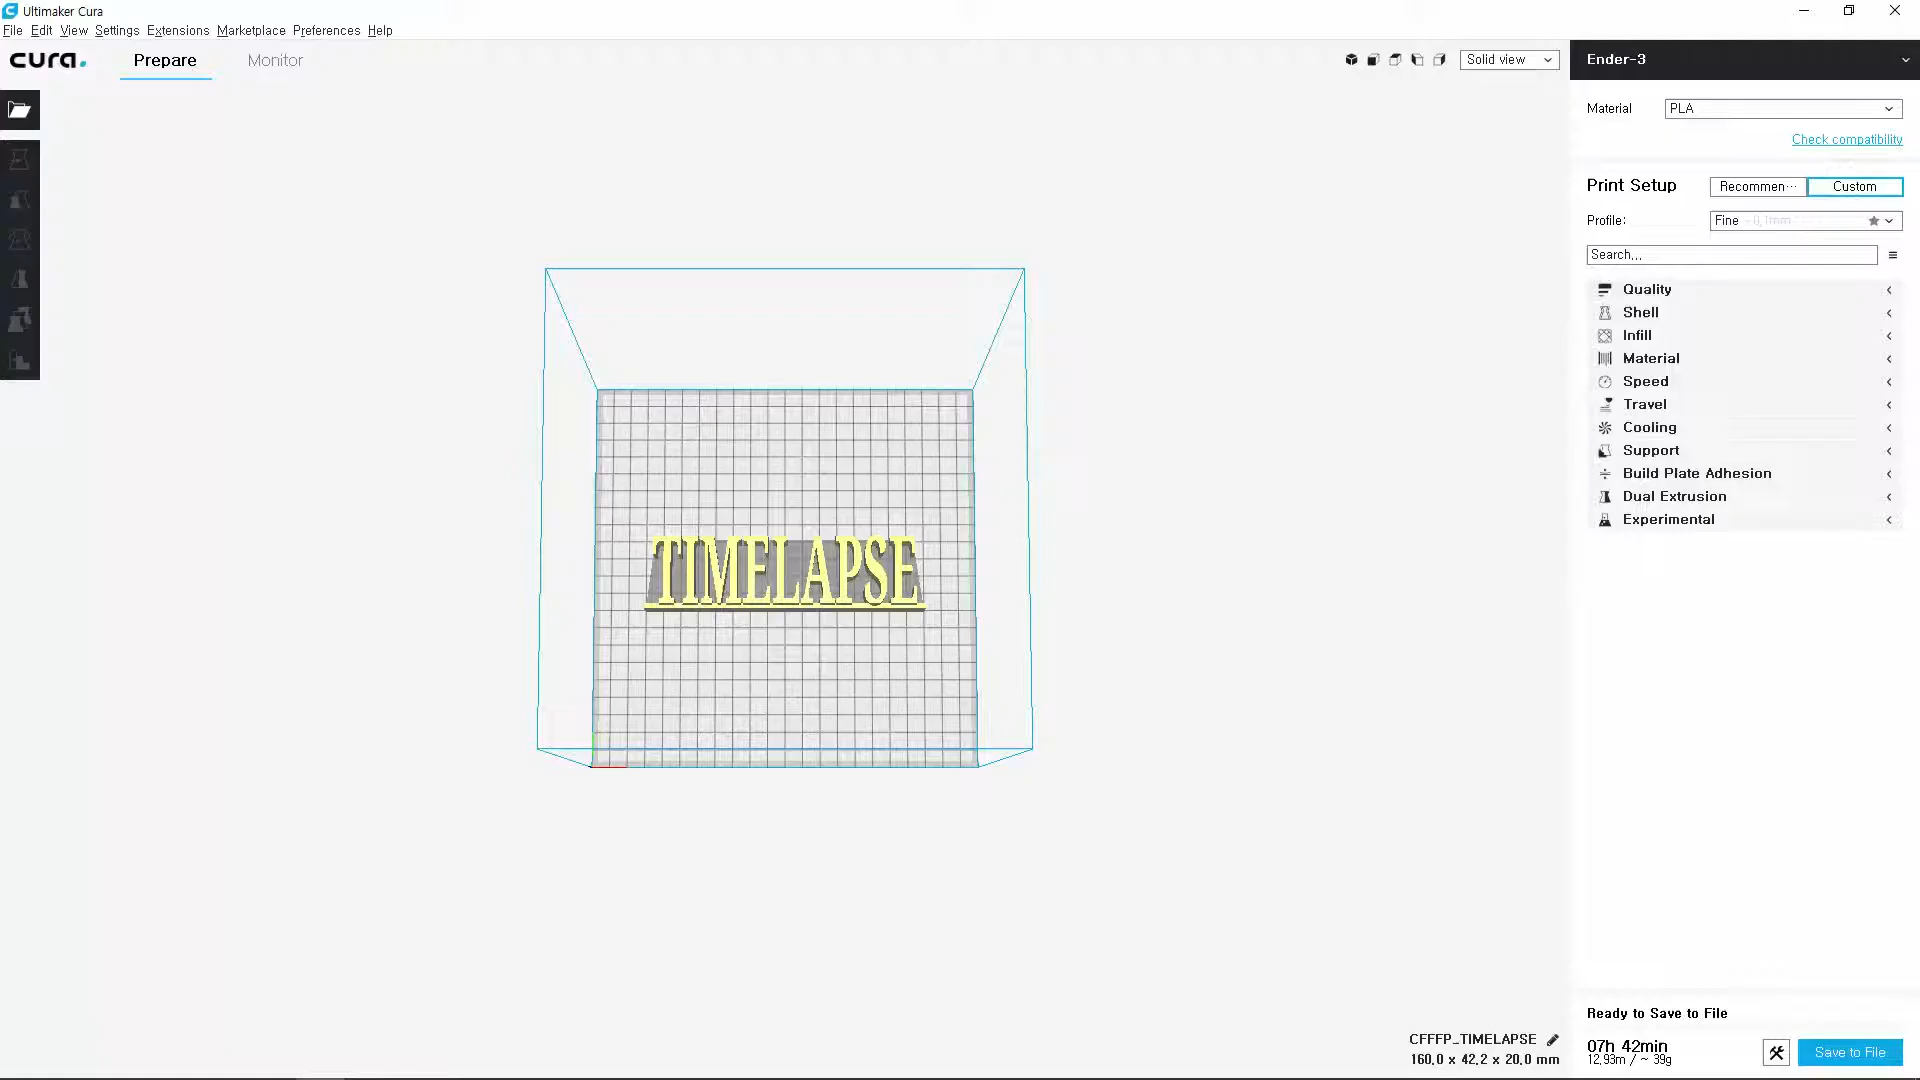 Ultimaker Cura
File Edit View Settings Extensions Marketplace Preferences Help
cura.
Prepare
Monitor
Solid view
Ender-3
Material
PLA
Check compatibility
Print Setup
Recommen...
Custom
Profile:
Fine - 0.1mm
Search...
Quality
Shell
Infill
Material
Speed
Travel
Cooling
Support
Build Plate Adhesion
Dual Extrusion
Experimental
TIMELAPSE
Ready to Save to File
CFFFP_TIMELAPSE
160.0 x 42.2 x 20.0 mm
07h 42min
12.93m / ~ 39g
Save to File